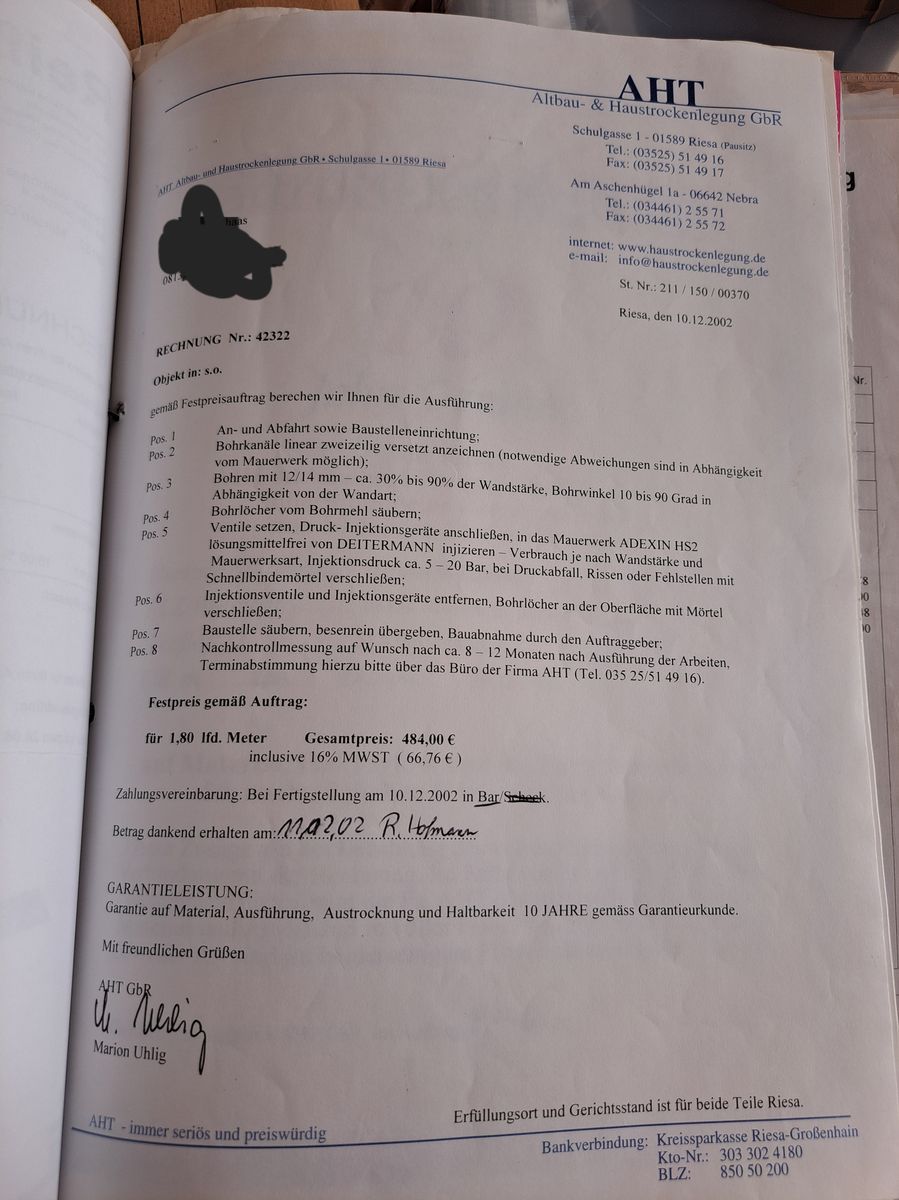 AHT
Altbau- & Haustrockenlegung GbR
Schulgasse 1 - 01589 Riesa (Pausitz)
Tel.: (03525) 51 49 16
Fax: (03525) 51 49 17
AHT Altbau- und Haustrockenlegung GbR • Schulgasse 1 • 01589 Riesa
Am Aschenhügel 1a - 06642 Nebra
Tel.: (034461) 2 55 71
Fax: (034461) 2 55 72
haas
internet: www.haustrockenlegung.de
e-mail: info@haustrockenlegung.de
St. Nr.: 211 / 150 / 00370
Riesa, den 10.12.2002
RECHNUNG Nr.: 42322
Objekt in: s.o.
gemäß Festpreisauftrag berechen wir Ihnen für die Ausführung:
Pos. 1 An- und Abfahrt sowie Baustelleneinrichtung;
Pos. 2 Bohrkanäle linear zweizeilig versetzt anzeichnen (notwendige Abweichungen sind in Abhängigkeit
vom Mauerwerk möglich);
Pos. 3 Bohren mit 12/14 mm – ca. 30% bis 90% der Wandstärke, Bohrwinkel 10 bis 90 Grad in
Abhängigkeit von der Wandart;
Pos. 4 Bohrlöcher vom Bohrmehl säubern;
Pos. 5 Ventile setzen, Druck- Injektionsgeräte anschließen, in das Mauerwerk ADEXIN HS2
lösungsmittelfrei von DEITERMANN injizieren – Verbrauch je nach Wandstärke und
Mauerwerksart, Injektionsdruck ca. 5 – 20 Bar, bei Druckabfall, Rissen oder Fehlstellen mit
Schnellbindemörtel verschließen;
Pos. 6 Injektionsventile und Injektionsgeräte entfernen, Bohrlöcher an der Oberfläche mit Mörtel
verschließen;
Pos. 7 Baustelle säubern, besenrein übergeben, Bauabnahme durch den Auftraggeber;
Pos. 8 Nachkontrollmessung auf Wunsch nach ca. 8 – 12 Monaten nach Ausführung der Arbeiten,
Terminabstimmung hierzu bitte über das Büro der Firma AHT (Tel. 035 25/51 49 16).
Festpreis gemäß Auftrag:
für 1,80 lfd. Meter Gesamtpreis: 484,00 €
inclusive 16% MWST ( 66,76 € )
Zahlungsvereinbarung: Bei Fertigstellung am 10.12.2002 in Bar/Scheck.
Betrag dankend erhalten am: R. Hofmann
GARANTIELEISTUNG:
Garantie auf Material, Ausführung, Austrocknung und Haltbarkeit 10 JAHRE gemäss Garantieurkunde.
Mit freundlichen Grüßen
AHT GbR
M. Uhlig
Marion Uhlig
Erfüllungsort und Gerichtsstand ist für beide Teile Riesa.
AHT - immer seriös und preiswürdig
Bankverbindung: Kreissparkasse Riesa-Großenhain
Kto-Nr.: 303 302 4180
BLZ: 850 50 200
Nr.